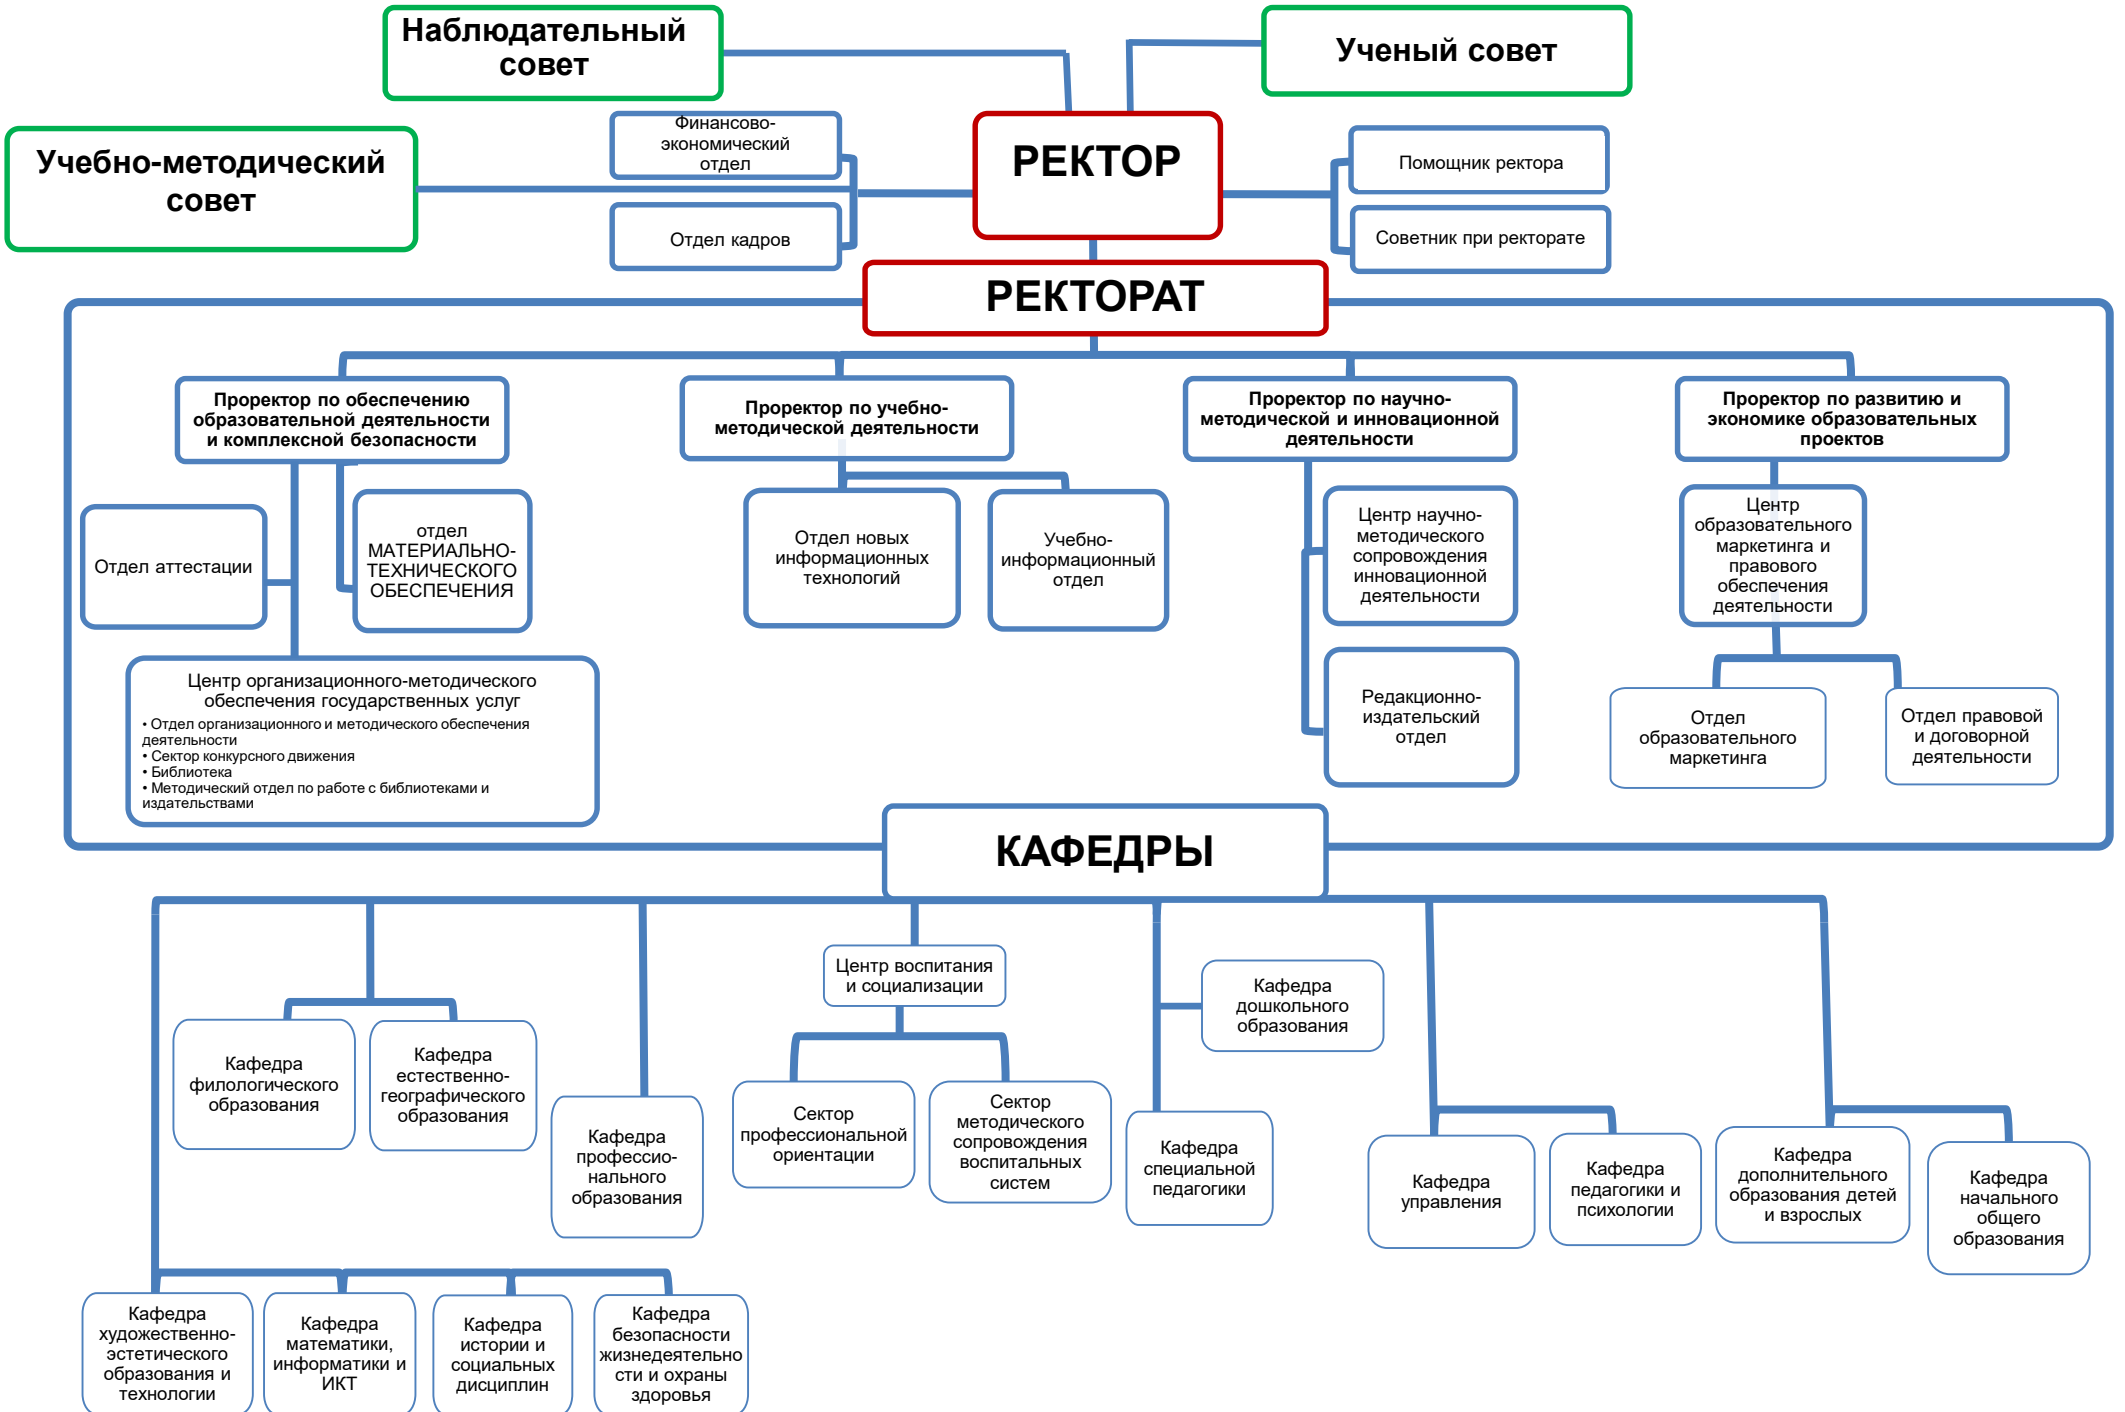 Наблюдательный
совет
Ученый совет
Учебно-методический
совет
Финансово-
экономический
отдел
Отдел кадров
РЕКТОР
Помощник ректора
Советник при ректорате
РЕКТОРАТ
Проректор по обеспечению
образовательной деятельности
и комплексной безопасности
Проректор по учебно-
методической деятельности
Проректор по научно-
методической и инновационной
деятельности
Проректор по развитию и
экономике образовательных
проектов
Отдел аттестации
отдел
МАТЕРИАЛЬНО-
ТЕХНИЧЕСКОГО
ОБЕСПЕЧЕНИЯ
Отдел новых
информационных
технологий
Учебно-
информационный
отдел
Центр научно-
методического
сопровождения
инновационной
деятельности
Центр
образовательного
маркетинга и
правового
обеспечения
деятельности
Центр организационного-методического
обеспечения государственных услуг
• Отдел организационного и методического обеспечения
деятельности
• Сектор конкурсного движения
• Библиотека
• Методический отдел по работе с библиотеками и
издательствами
Редакционно-
издательский
отдел
Отдел
образовательного
маркетинга
Отдел правовой
и договорной
деятельности
КАФЕДРЫ
Центр воспитания
и социализации
Кафедра
дошкольного
образования
Кафедра
филологического
образования
Кафедра
естественно-
географического
образования
Кафедра
профессио-
нального
образования
Сектор
профессиональной
ориентации
Сектор
методического
сопровождения
воспитальных
систем
Кафедра
специальной
педагогики
Кафедра
управления
Кафедра
педагогики и
психологии
Кафедра
дополнительного
образования детей
и взрослых
Кафедра
начального
общего
образования
Кафедра
художественно-
эстетического
образования и
технологии
Кафедра
математики,
информатики и
ИКТ
Кафедра
истории и
социальных
дисциплин
Кафедра
безопасности
жизнедеятельно
сти и охраны
здоровья